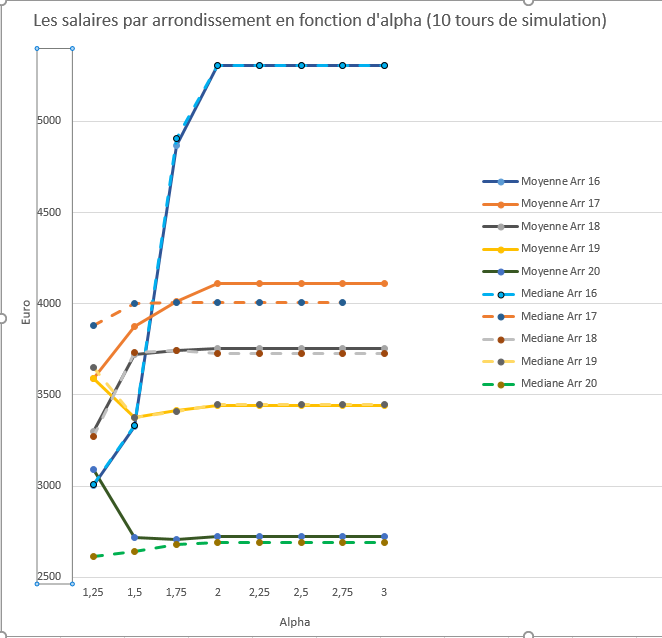 Les salaires par arrondissement en fonction d'alpha (10 tours de simulation)
5000
4500
4000
3500
3000
2500
Euro
1,25 1,5 1,75 2 2,25 2,5 2,75 3
Alpha
Moyenne Arr 16
Moyenne Arr 17
Moyenne Arr 18
Moyenne Arr 19
Moyenne Arr 20
Mediane Arr 16
Mediane Arr 17
Mediane Arr 18
Mediane Arr 19
Mediane Arr 20